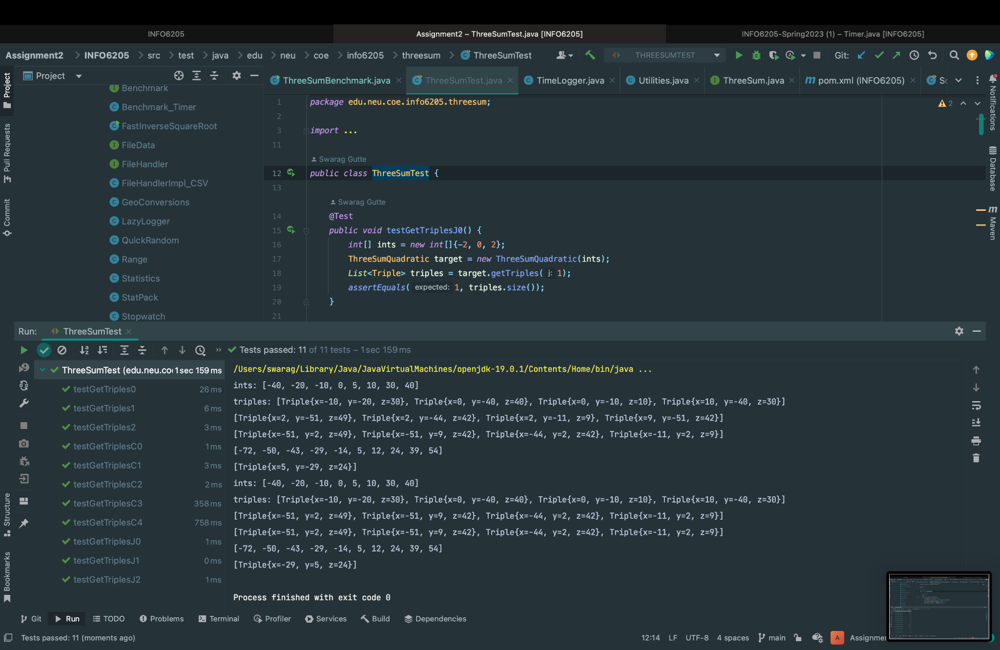 INFO6205
Assignment2 – ThreeSumTest.java [INFO6205]
INFO6205-Spring2023 (1) – Timer.java [INFO6205]
Assignment2 INFO6205 src test java edu neu coe info6205 threesum ThreeSumTest
THREESUMTEST
Git:
Project
Project
ThreeSumBenchmark.java
ThreeSumTest.java
TimeLogger.java
Utilities.java
ThreeSum.java
pom.xml (INFO6205)
Notifications
Database
Maven
Pull Requests
Commit
Structure
Bookmarks
Benchmark
Benchmark_Timer
FastInverseSquareRoot
FileData
FileHandler
FileHandlerImpl_CSV
GeoConversions
LazyLogger
QuickRandom
Range
Statistics
StatPack
Stopwatch
2
1 package edu.neu.coe.info6205.threesum;
2
3 import ...
11
Swarag Gutte
12 public class ThreeSumTest {
13
Swarag Gutte
14 @Test
15 public void testGetTriplesJ0() {
16 int[] ints = new int[]{-2, 0, 2};
17 ThreeSumQuadratic target = new ThreeSumQuadratic(ints);
18 List<Triple> triples = target.getTriples( j: 1);
19 assertEquals( expected: 1, triples.size());
20 }
21
Run: ThreeSumTest
Tests passed: 11 of 11 tests – 1 sec 159 ms
ThreeSumTest (edu.neu.co 1 sec 159 ms
testGetTriples0 26 ms
testGetTriples1 6 ms
testGetTriples2 3 ms
testGetTriplesC0 1 ms
testGetTriplesC1 3 ms
testGetTriplesC2 2 ms
testGetTriplesC3 358 ms
testGetTriplesC4 758 ms
testGetTriplesJ0 1 ms
testGetTriplesJ1 0 ms
testGetTriplesJ2 1 ms
/Users/swarag/Library/Java/JavaVirtualMachines/openjdk-19.0.1/Contents/Home/bin/java ...
ints: [-40, -20, -10, 0, 5, 10, 30, 40]
triples: [Triple{x=-10, y=-20, z=30}, Triple{x=0, y=-40, z=40}, Triple{x=0, y=-10, z=10}, Triple{x=10, y=-40, z=30}]
[Triple{x=2, y=-51, z=49}, Triple{x=2, y=-44, z=42}, Triple{x=2, y=-11, z=9}, Triple{x=9, y=-51, z=42}]
[Triple{x=-51, y=2, z=49}, Triple{x=-51, y=9, z=42}, Triple{x=-44, y=2, z=42}, Triple{x=-11, y=2, z=9}]
[-72, -50, -43, -29, -14, 5, 12, 24, 39, 54]
[Triple{x=5, y=-29, z=24}]
ints: [-40, -20, -10, 0, 5, 10, 30, 40]
triples: [Triple{x=-10, y=-20, z=30}, Triple{x=0, y=-40, z=40}, Triple{x=0, y=-10, z=10}, Triple{x=10, y=-40, z=30}]
[Triple{x=-51, y=2, z=49}, Triple{x=-51, y=9, z=42}, Triple{x=-44, y=2, z=42}, Triple{x=-11, y=2, z=9}]
[Triple{x=-51, y=2, z=49}, Triple{x=-51, y=9, z=42}, Triple{x=-44, y=2, z=42}, Triple{x=-11, y=2, z=9}]
[-72, -50, -43, -29, -14, 5, 12, 24, 39, 54]
[Triple{x=-29, y=5, z=24}]
Process finished with exit code 0
Git Run TODO Problems Terminal Profiler Services Build Dependencies
Tests passed: 11 (moments ago)
12:14 LF UTF-8 4 spaces main A Assignme